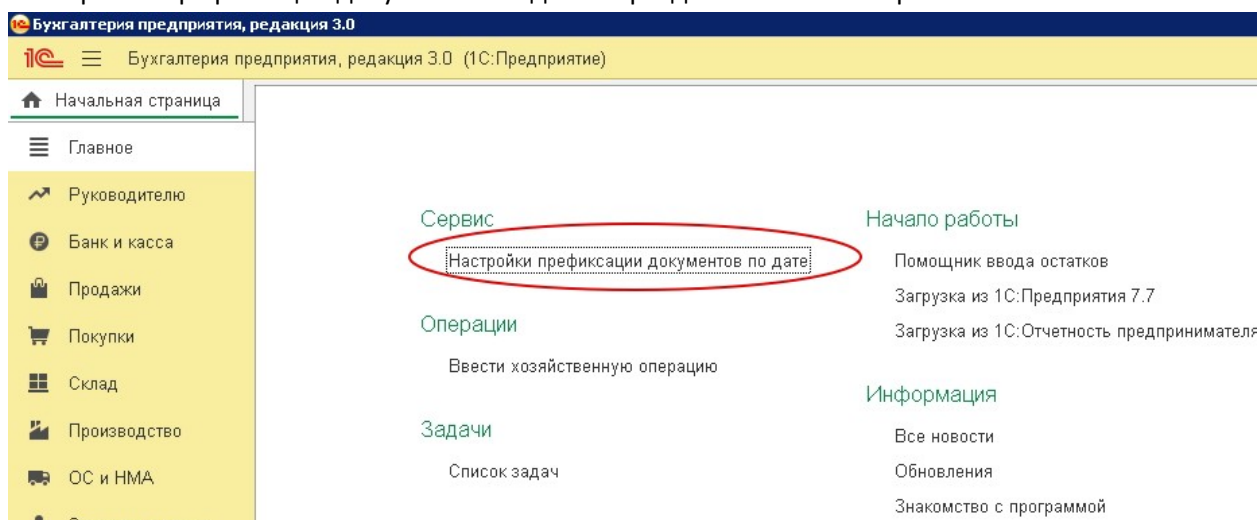 Бухгалтерия предприятия, редакция 3.0
Бухгалтерия предприятия, редакция 3.0 (1С:Предприятие)
Начальная страница
Главное
Руководителю
Банк и касса
Продажи
Покупки
Склад
Производство
ОС и НМА
Сервис
Настройки префиксации документов по дате
Операции
Ввести хозяйственную операцию
Задачи
Список задач
Начало работы
Помощник ввода остатков
Загрузка из 1С:Предприятия 7.7
Загрузка из 1С:Отчетность предпринимателя
Информация
Все новости
Обновления
Знакомство с программой